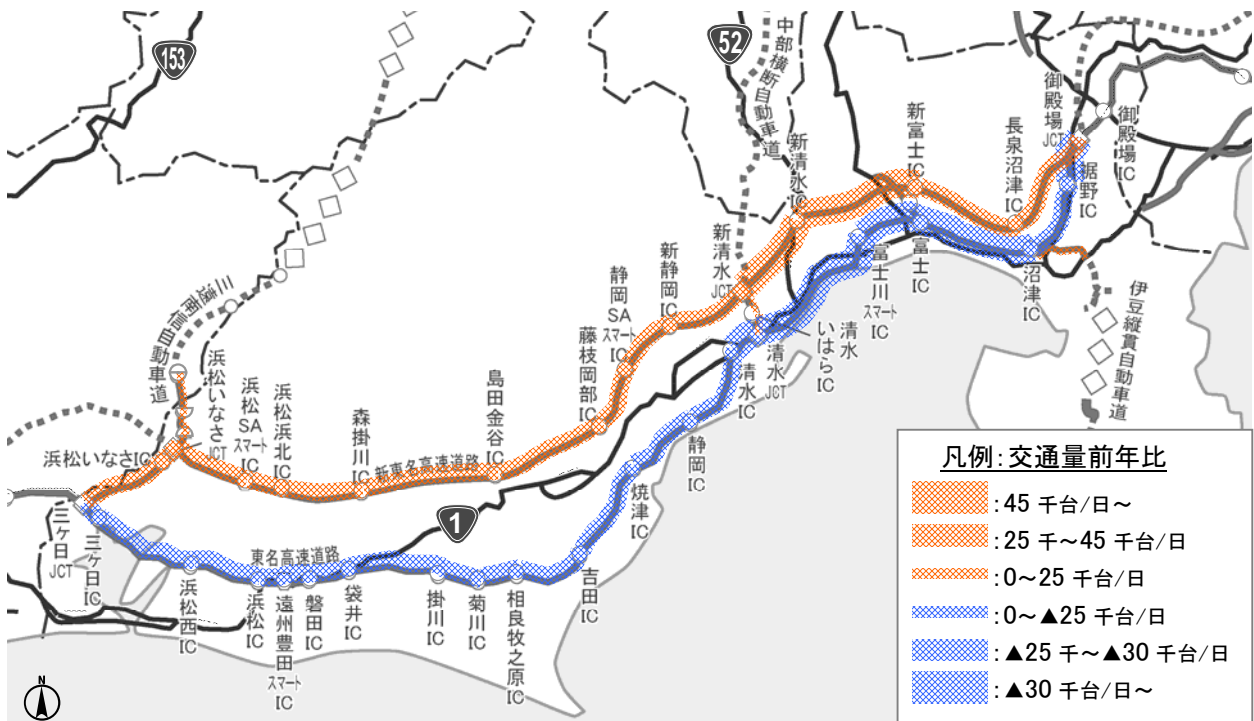 153
52
中部横断自動車道
御殿場JCT
御殿場IC
裾野IC
長泉沼津IC
新富士IC
新清水IC
新清水JCT
新静岡IC
静岡SAスマートIC
藤枝岡部IC
島田金谷IC
新東名高速道路
森掛川IC
浜松浜北IC
浜松SAスマートIC
浜松いなさJCT
三遠南信自動車道
浜松いなさIC
三ヶ日JCT
三ヶ日IC
浜松西IC
東名高速道路
浜松IC
遠州豊田スマートIC
磐田IC
袋井IC
1
掛川IC
菊川IC
相良牧之原IC
吉田IC
焼津IC
静岡IC
清水IC
清水JCT
清水いはらIC
富士川スマートIC
富士IC
沼津IC
伊豆縦貫自動車道
凡例:交通量前年比
:45 千台/日~
:25 千~45 千台/日
:0~25 千台/日
:0~▲25 千台/日
:▲25 千~▲30 千台/日
:▲30 千台/日~
N